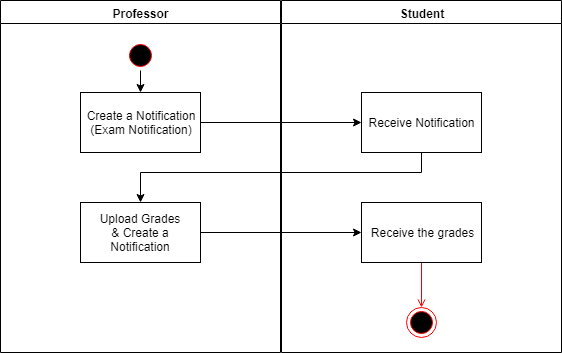 Professor
Student
Create a Notification
(Exam Notification)
Receive Notification
Upload Grades
& Create a
Notification
Receive the grades